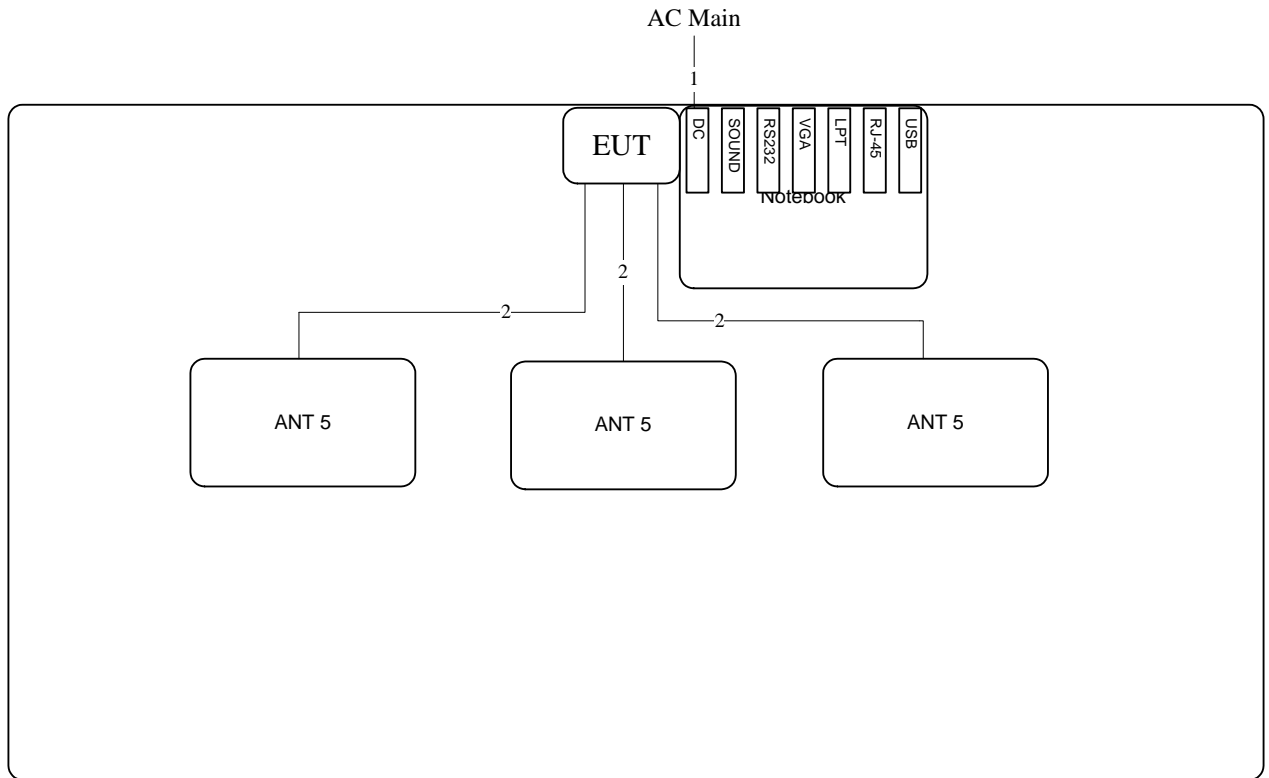 AC Main
1
EUT
DC
SOUND
RS232
VGA
LPT
RJ-45
USB
Notebook
2
2
2
ANT 5
ANT 5
ANT 5